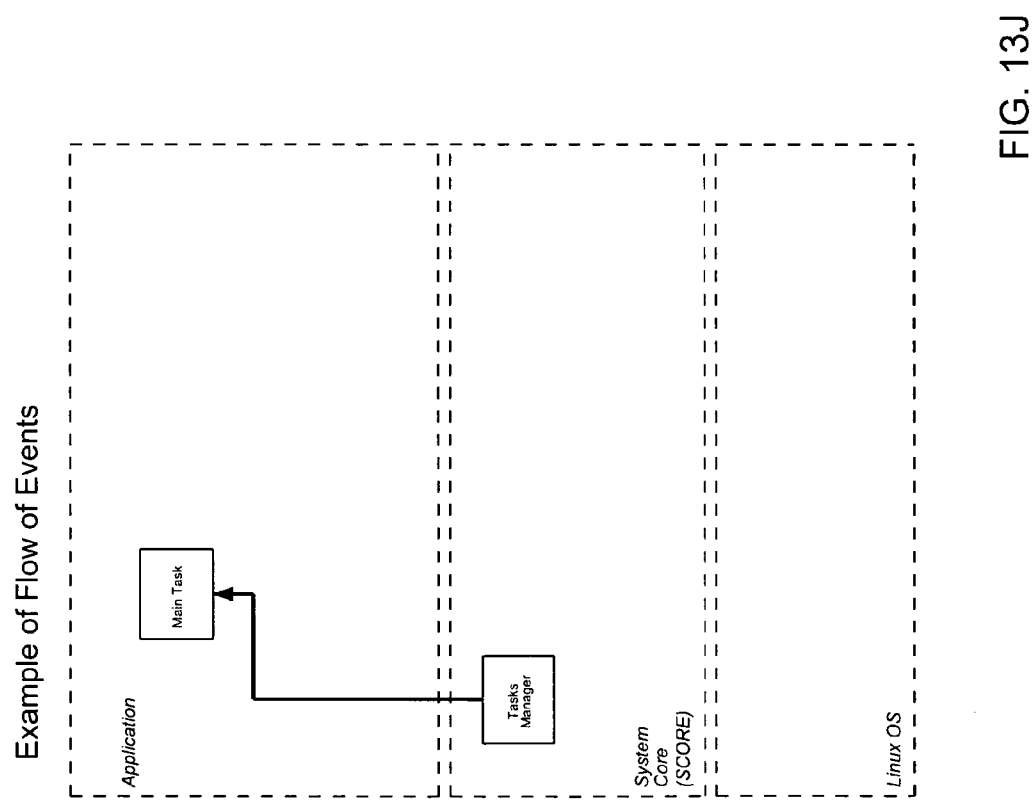 Example of Flow of Events
Application
Main Task
Tasks
Manager
System
Core
(SCORE)
Linux OS
FIG. 13J